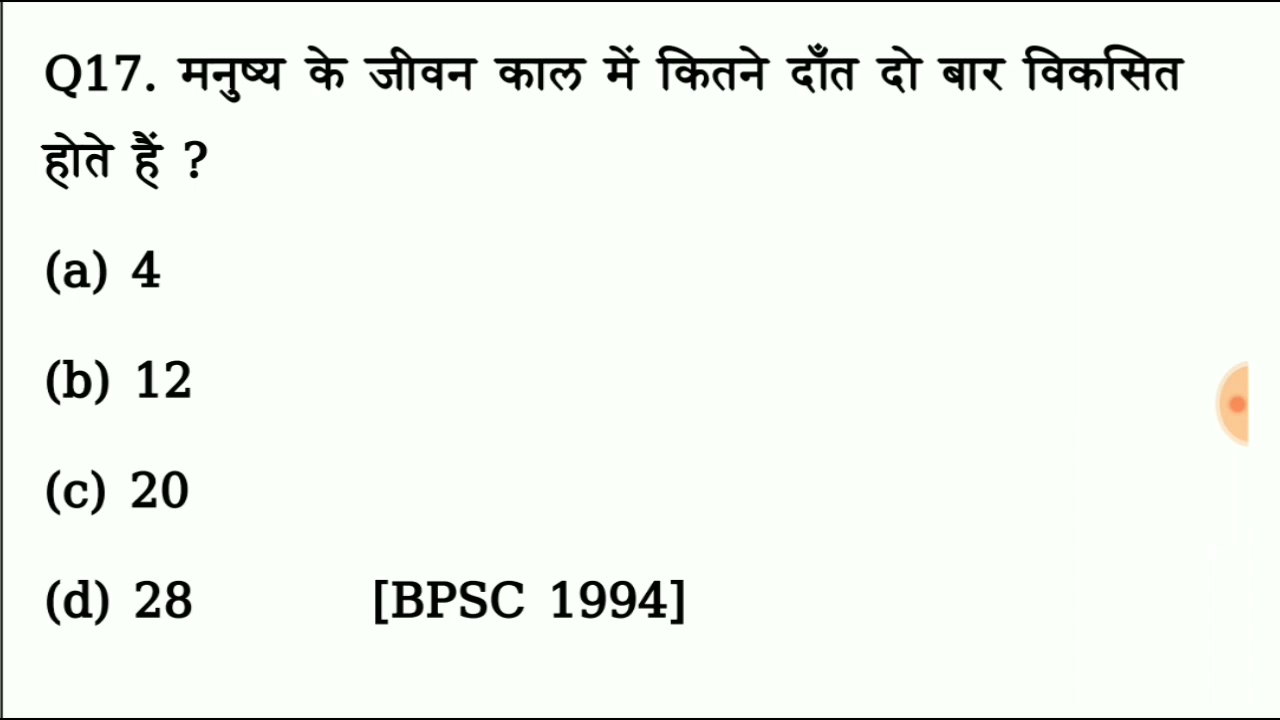 Q17. मनुष्य के जीवन काल में कितने दाँत दो बार विकसित
होते हैं ?
(a) 4
(b) 12
(c) 20
(d) 28 [BPSC 1994]